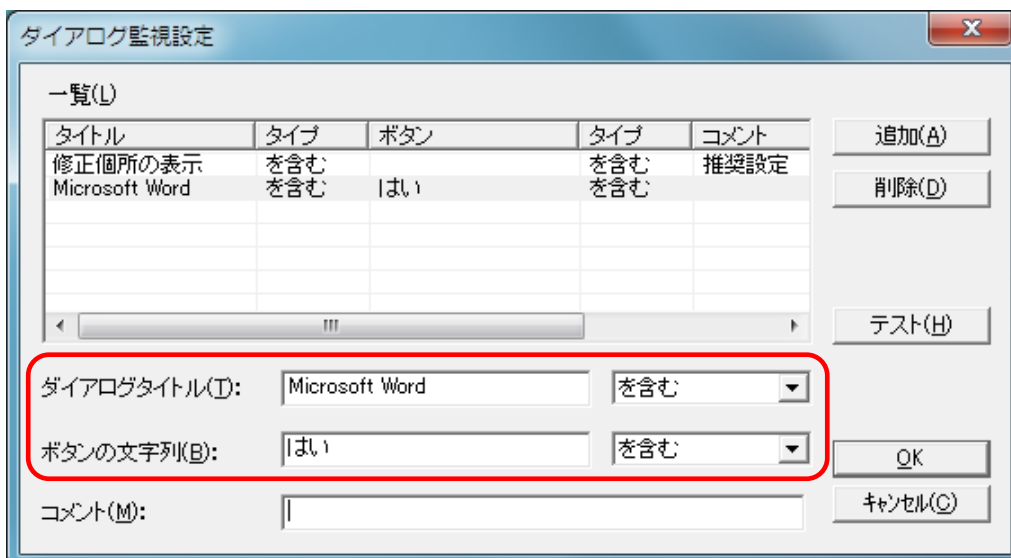 ダイアログ監視設定
一覧(L)
タイトル タイプ ボタン タイプ コメント
修正個所の表示 を含む を含む 推奨設定
Microsoft Word を含む はい を含む
追加(A)
削除(D)
テスト(H)
ダイアログタイトル(T): Microsoft Word を含む
ボタンの文字列(B): はい を含む
OK
コメント(M):
キャンセル(C)